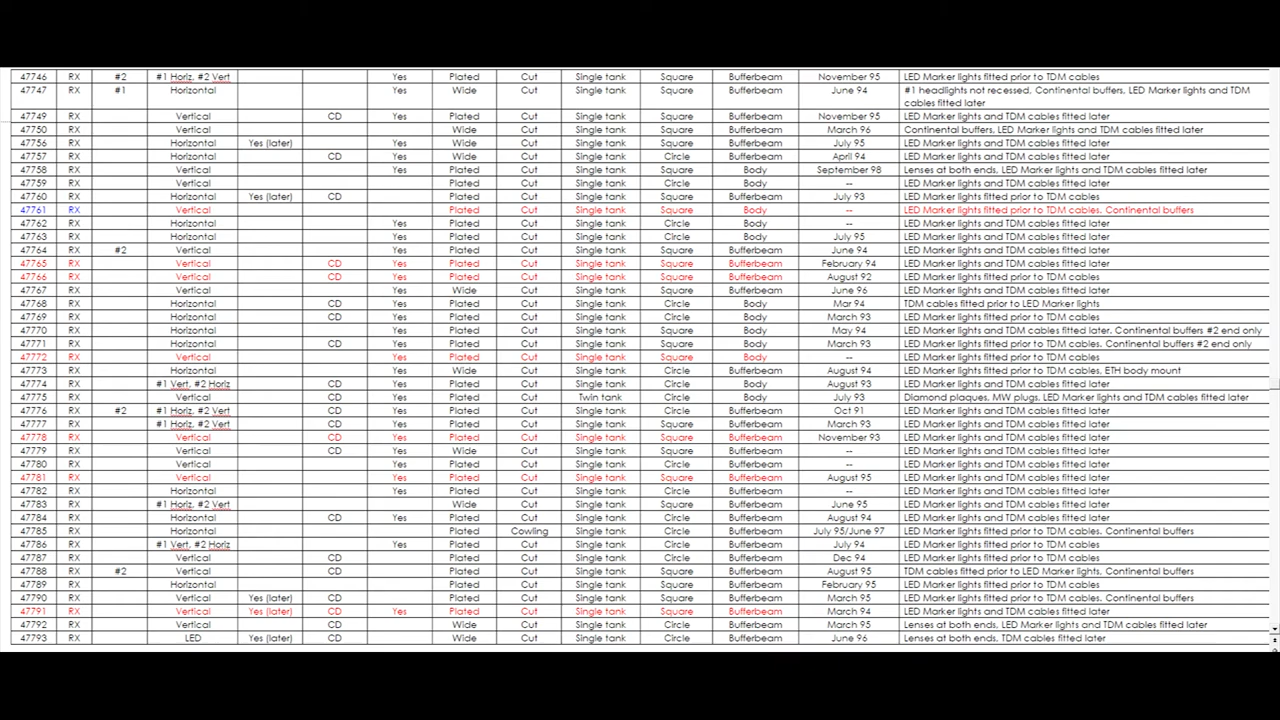 47746 RX #2 #1 Horiz, #2 Vert Yes Plated Cut Single tank Square Bufferbeam November 95 LED Marker lights fitted prior to TDM cables
47747 RX #1 Horizontal Yes Wide Cut Single tank Square Bufferbeam June 94 #1 headlights not recessed, Continental buffers, LED Marker lights and TDM
cables fitted later
47749 RX Vertical CD Yes Plated Cut Single tank Square Bufferbeam November 95 LED Marker lights and TDM cables fitted later
47750 RX Vertical Wide Cut Single tank Square Bufferbeam March 96 Continental buffers, LED Marker lights and TDM cables fitted later
47756 RX Horizontal Yes (later) Yes Wide Cut Single tank Square Bufferbeam July 95 LED Marker lights and TDM cables fitted later
47757 RX Horizontal CD Yes Wide Cut Single tank Circle Bufferbeam April 94 LED Marker lights and TDM cables fitted later
47758 RX Vertical Yes Plated Cut Single tank Square Body September 98 Lenses at both ends, LED Marker lights and TDM cables fitted later
47759 RX Vertical Plated Cut Single tank Circle Body -- LED Marker lights and TDM cables fitted later
47760 RX Horizontal Yes (later) CD Plated Cut Single tank Square Bufferbeam July 93 LED Marker lights and TDM cables fitted later
47761 RX Vertical Plated Cut Single tank Square Body -- LED Marker lights fitted prior to TDM cables. Continental buffers
47762 RX Horizontal Yes Plated Cut Single tank Circle Body -- LED Marker lights and TDM cables fitted later
47763 RX Horizontal Yes Plated Cut Single tank Circle Body July 95 LED Marker lights and TDM cables fitted later
47764 RX #2 Vertical Yes Plated Cut Single tank Square Bufferbeam June 94 LED Marker lights and TDM cables fitted later
47765 RX Vertical CD Yes Plated Cut Single tank Square Bufferbeam February 94 LED Marker lights and TDM cables fitted later
47766 RX Vertical CD Yes Plated Cut Single tank Square Bufferbeam August 92 LED Marker lights fitted prior to TDM cables
47767 RX Vertical Yes Wide Cut Single tank Square Bufferbeam June 96 LED Marker lights and TDM cables fitted later
47768 RX Horizontal CD Yes Plated Cut Single tank Circle Body Mar 94 TDM cables fitted prior to LED Marker lights
47769 RX Horizontal CD Yes Plated Cut Single tank Circle Body March 93 LED Marker lights fitted prior to TDM cables
47770 RX Horizontal Yes Plated Cut Single tank Square Body May 94 LED Marker lights and TDM cables fitted later. Continental buffers #2 end only
47771 RX Horizontal CD Yes Plated Cut Single tank Circle Body March 93 LED Marker lights fitted prior to TDM cables. Continental buffers #2 end only
47772 RX Vertical Yes Plated Cut Single tank Square Body -- LED Marker lights fitted prior to TDM cables
47773 RX Horizontal Yes Wide Cut Single tank Circle Bufferbeam August 94 LED Marker lights fitted prior to TDM cables, ETH body mount
47774 RX #1 Vert, #2 Horiz CD Yes Plated Cut Single tank Circle Body August 93 LED Marker lights and TDM cables fitted later
47775 RX Vertical CD Yes Plated Cut Twin tank Circle Body July 93 Diamond plaques, MW plugs, LED Marker lights and TDM cables fitted later
47776 RX #2 #1 Horiz, #2 Vert CD Yes Plated Cut Single tank Circle Bufferbeam Oct 91 LED Marker lights and TDM cables fitted later
47777 RX #1 Horiz, #2 Vert CD Yes Plated Cut Single tank Circle Bufferbeam March 93 LED Marker lights and TDM cables fitted later
47778 RX Vertical CD Yes Plated Cut Single tank Square Bufferbeam November 93 LED Marker lights and TDM cables fitted later
47779 RX Vertical CD Yes Wide Cut Single tank Square Bufferbeam -- LED Marker lights and TDM cables fitted later
47780 RX Vertical Yes Plated Cut Single tank Circle Bufferbeam -- LED Marker lights and TDM cables fitted later
47781 RX Vertical Yes Plated Cut Single tank Square Bufferbeam August 95 LED Marker lights and TDM cables fitted later
47782 RX Horizontal Yes Plated Cut Single tank Circle Bufferbeam -- LED Marker lights and TDM cables fitted later
47783 RX #1 Horiz, #2 Vert Wide Cut Single tank Square Bufferbeam June 95 LED Marker lights and TDM cables fitted later
47784 RX Horizontal CD Yes Plated Cut Single tank Circle Bufferbeam August 94 LED Marker lights and TDM cables fitted later
47785 RX Horizontal Plated Cowling Single tank Circle Bufferbeam July 95/June 97 LED Marker lights fitted prior to TDM cables. Continental buffers
47786 RX #1 Vert, #2 Horiz Yes Plated Cut Single tank Circle Bufferbeam July 94 LED Marker lights fitted prior to TDM cables
47787 RX Vertical CD Plated Cut Single tank Circle Bufferbeam Dec 94 LED Marker lights fitted prior to TDM cables
47788 RX #2 Vertical CD Plated Cut Single tank Circle Bufferbeam August 95 TDM cables fitted prior to LED Marker lights, Continental buffers
47789 RX Horizontal Plated Cut Single tank Square Bufferbeam February 95 LED Marker lights fitted prior to TDM cables
47790 RX Vertical Yes (later) CD Plated Cut Single tank Circle Bufferbeam March 95 LED Marker lights fitted prior to TDM cables. Continental buffers
47791 RX Vertical Yes (later) CD Yes Plated Cut Single tank Square Bufferbeam March 94 LED Marker lights and TDM cables fitted later
47792 RX Vertical CD Wide Cut Single tank Circle Bufferbeam March 95 Lenses at both ends, LED Marker lights and TDM cables fitted later
47793 RX LED Yes (later) CD Wide Cut Single tank Circle Bufferbeam June 96 Lenses at both ends. TDM cables fitted later